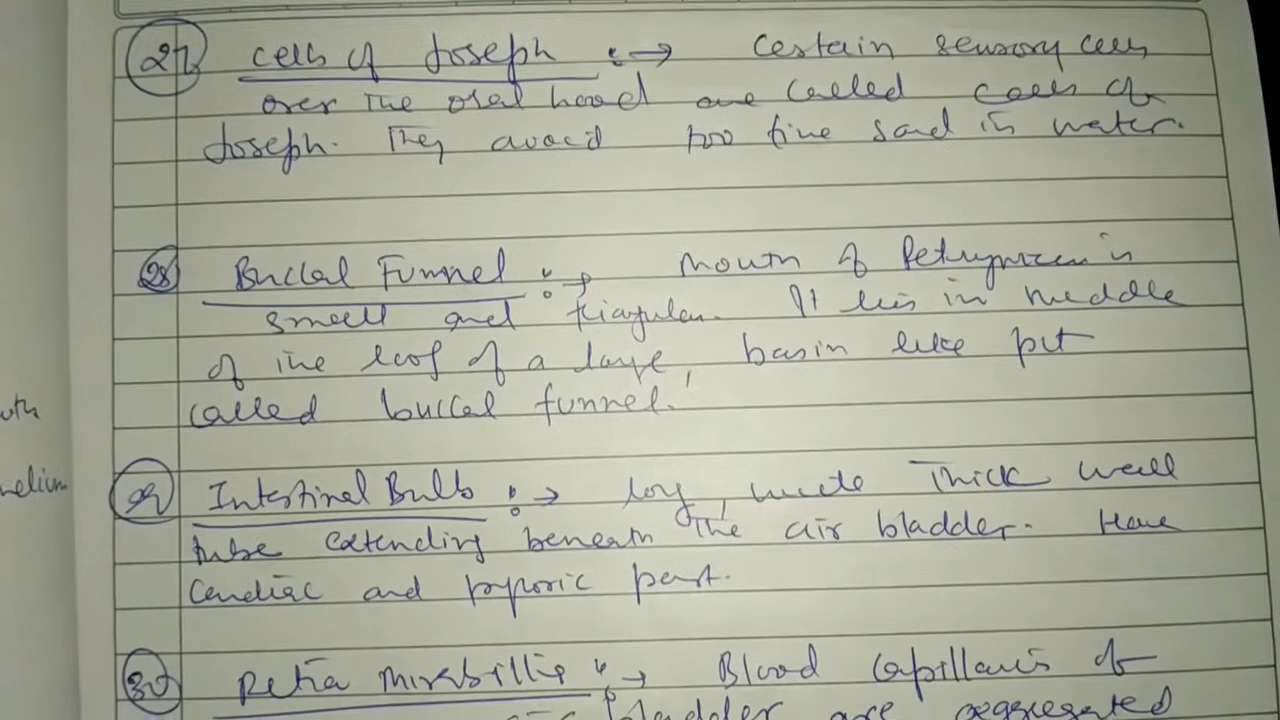 27 Cells of Joseph :→ Certain sensory cells
over the oral hood are called cells of
Joseph. They avoid too fine sand in water.
28 Buccal Funnel :→ Mouth of Petromyzon is
small and triangular. It lies in middle
of the roof of a large, basin like pit
called buccal funnel.
29 Intestinal Bulb :→ long, wide thick wall
tube extending beneath the air bladder. Have
Cardiac and pyloric part.
30 Retia mirabillis :→ Blood Capillaries of
bladder are aggregated
outh
helium